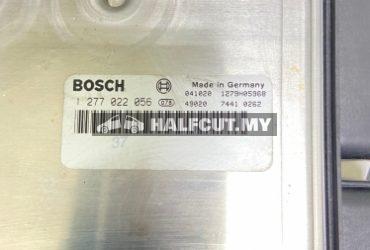 BOSCH
Made in Germany
1 277 022 056 G/B
041020 1279H05968
49020 7441 0262
HALFCUT.MY
37